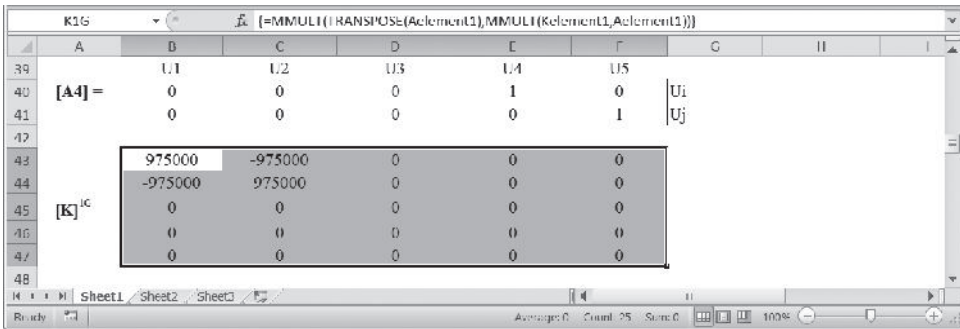 K1G fx {=MMULT(TRANSPOSE(Aelement1),MMULT(Kelement1,Aelement1))}
A B C D E F G H I
39 U1 U2 U3 U4 U5
40 [A4] = 0 0 0 1 0 Ui
41 0 0 0 0 1 Uj
42
43 975000 -975000 0 0 0
44 -975000 975000 0 0 0
45 [K]1G 0 0 0 0 0
46 0 0 0 0 0
47 0 0 0 0 0
48
Sheet1 Sheet2 Sheet3
Ready Average: 0 Count: 25 Sum: 0 100%